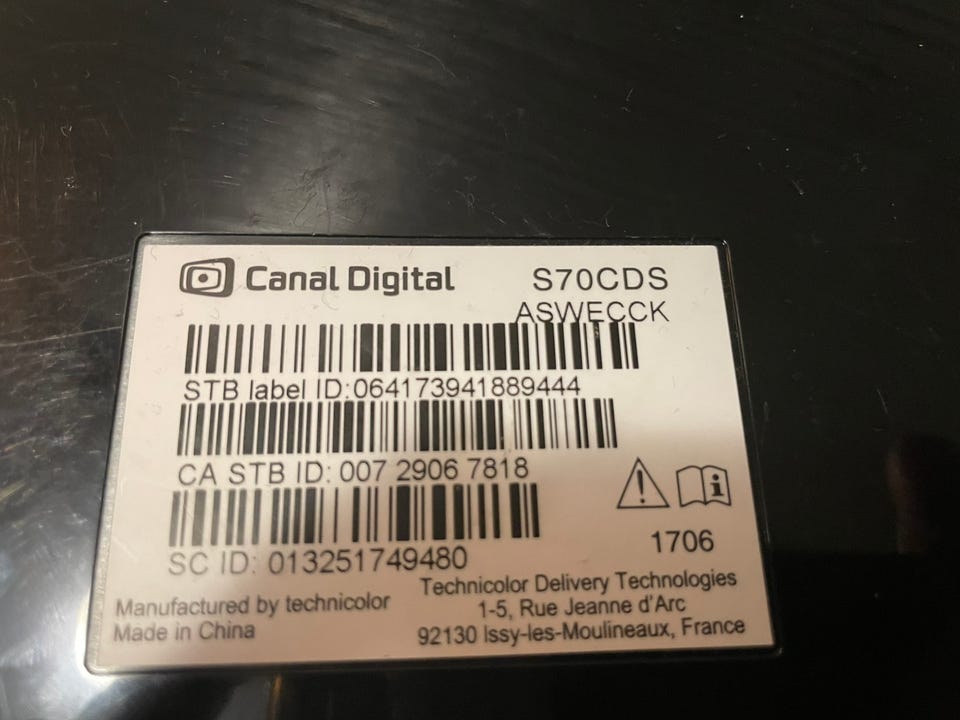 Canal Digital S70CDS
ASWECCK
STB label ID:064173941889444
CA STB ID: 007 2906 7818
SC ID: 013251749480
1706
Manufactured by technicolor
Made in China
Technicolor Delivery Technologies
1-5, Rue Jeanne d'Arc
92130 Issy-les-Moulineaux, France